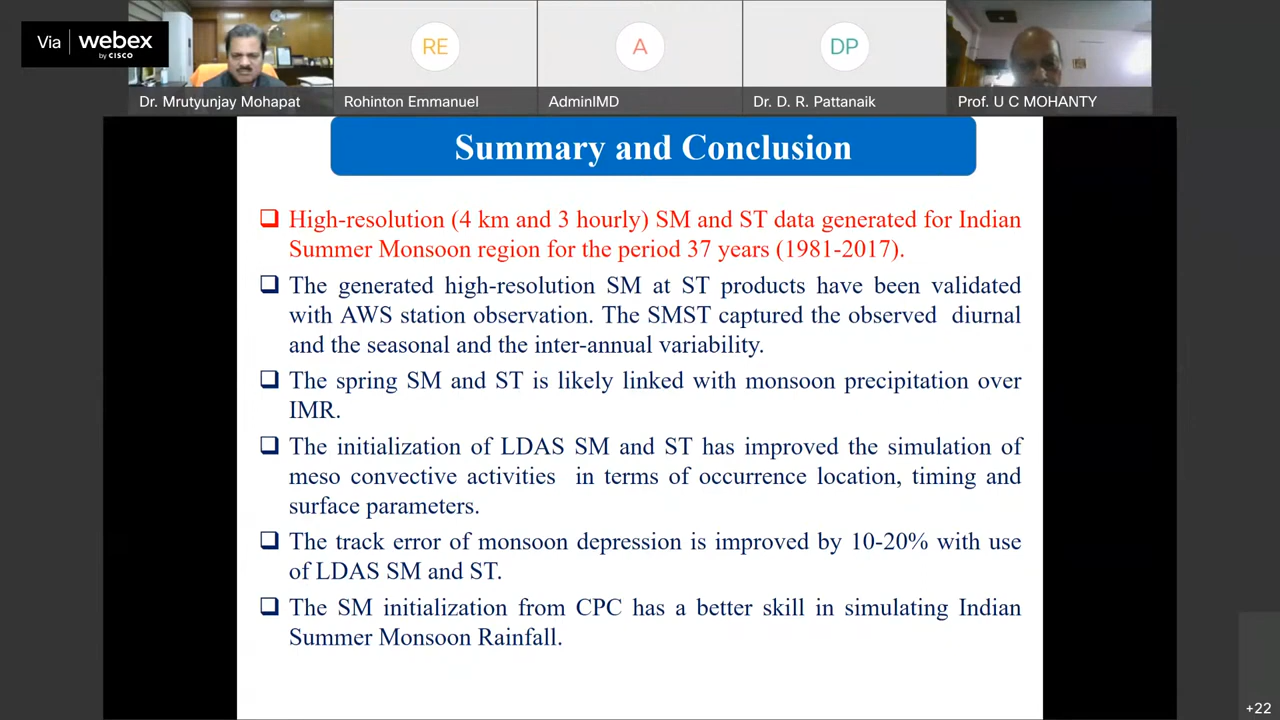 Via webex
by CISCO
RE
A
DP
Dr. Mrutyunjay Mohapat
Rohinton Emmanuel
AdminIMD
Dr. D. R. Pattanaik
Prof. U C MOHANTY
Summary and Conclusion
High-resolution (4 km and 3 hourly) SM and ST data generated for Indian
Summer Monsoon region for the period 37 years (1981-2017).
The generated high-resolution SM at ST products have been validated
with AWS station observation. The SMST captured the observed diurnal
and the seasonal and the inter-annual variability.
The spring SM and ST is likely linked with monsoon precipitation over
IMR.
The initialization of LDAS SM and ST has improved the simulation of
meso convective activities in terms of occurrence location, timing and
surface parameters.
The track error of monsoon depression is improved by 10-20% with use
of LDAS SM and ST.
The SM initialization from CPC has a better skill in simulating Indian
Summer Monsoon Rainfall.
+22